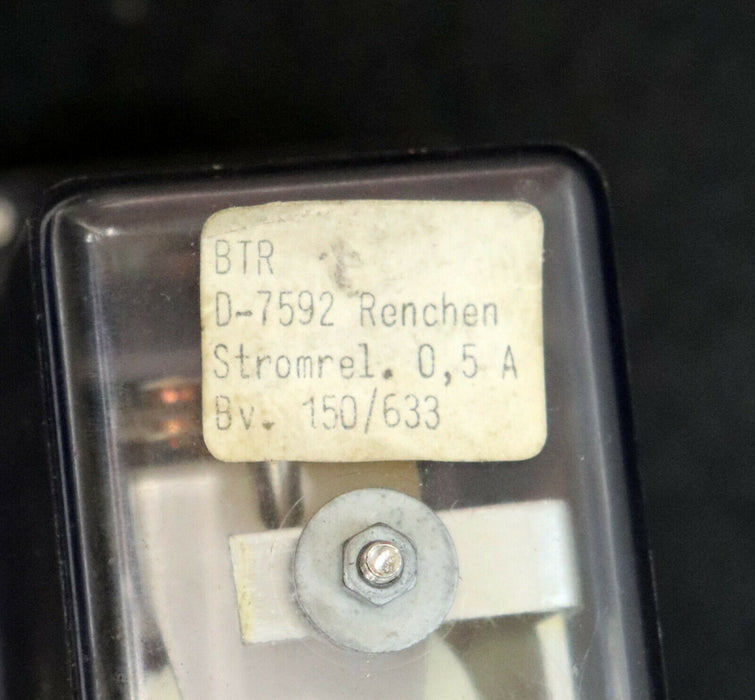 BTR
D-7592 Renchen
Stromrel. 0,5 A
Bv. 150/633